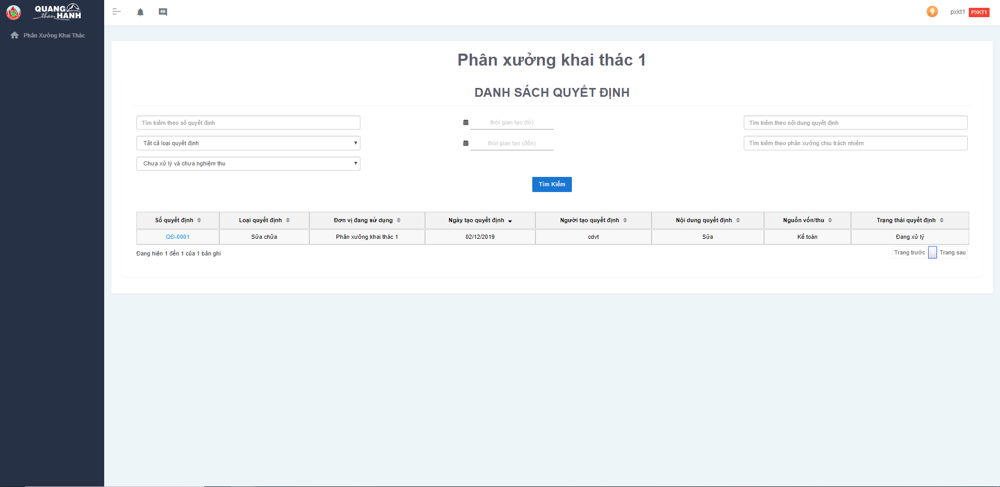 QUANG
than HANH
Phân Xưởng Khai Thác
pxkt1 PXKT1
Phân xưởng khai thác 1
DANH SÁCH QUYẾT ĐỊNH
Tìm kiếm theo số quyết định
thời gian tạo (từ)
Tìm kiếm theo nội dung quyết định
Tất cả loại quyết định
thời gian tạo (đến)
Tìm kiếm theo phân xưởng chịu trách nhiệm
Chưa xử lý và chưa nghiệm thu
Tìm Kiếm
Số quyết định Loại quyết định Đơn vị đang sử dụng Ngày tạo quyết định Người tạo quyết định Nội dung quyết định Nguồn vốn/thu Trạng thái quyết định
QĐ-0001 Sửa chữa Phân xưởng khai thác 1 02/12/2019 cdvt Sửa Kế toán Đang xử lý
Đang hiện 1 đến 1 của 1 bản ghi
Trang trước Trang sau